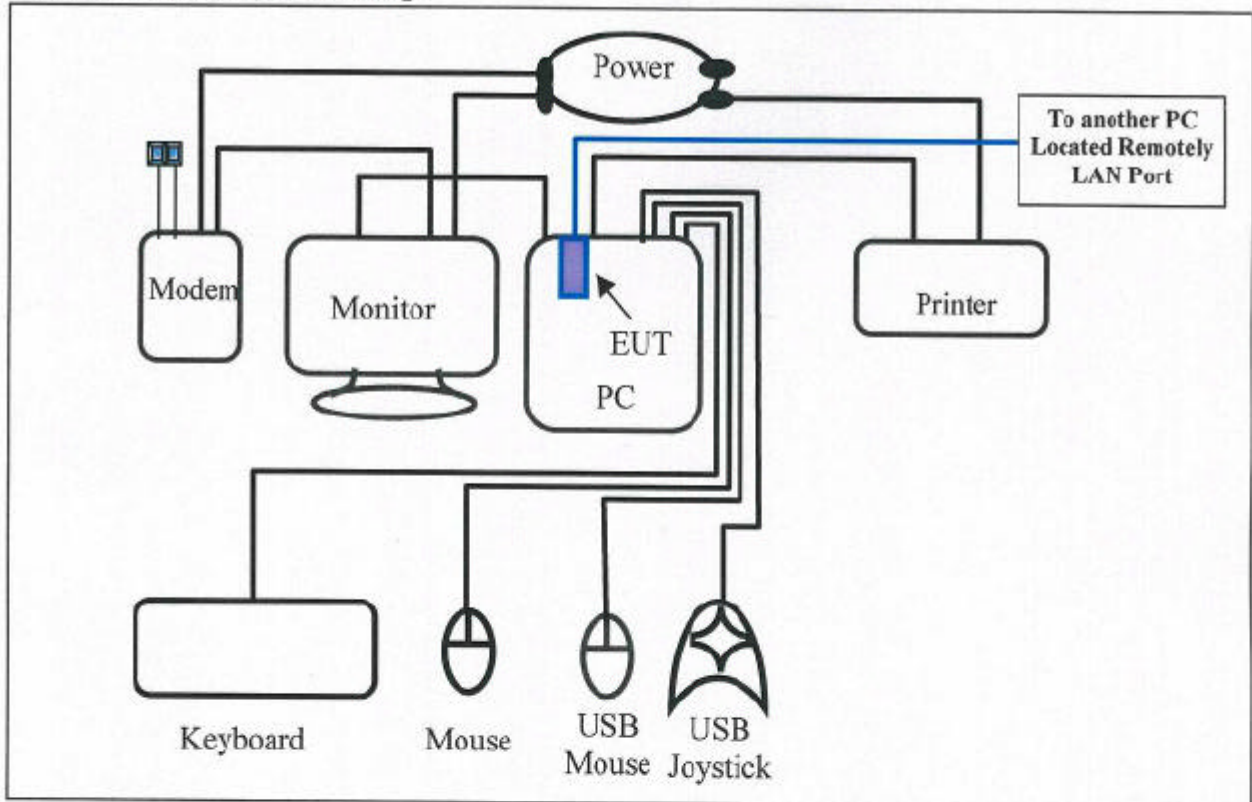 Power
To another PC
Located Remotely
LAN Port
Modem
Monitor
EUT
PC
Printer
Keyboard
Mouse
USB
Mouse
USB
Joystick